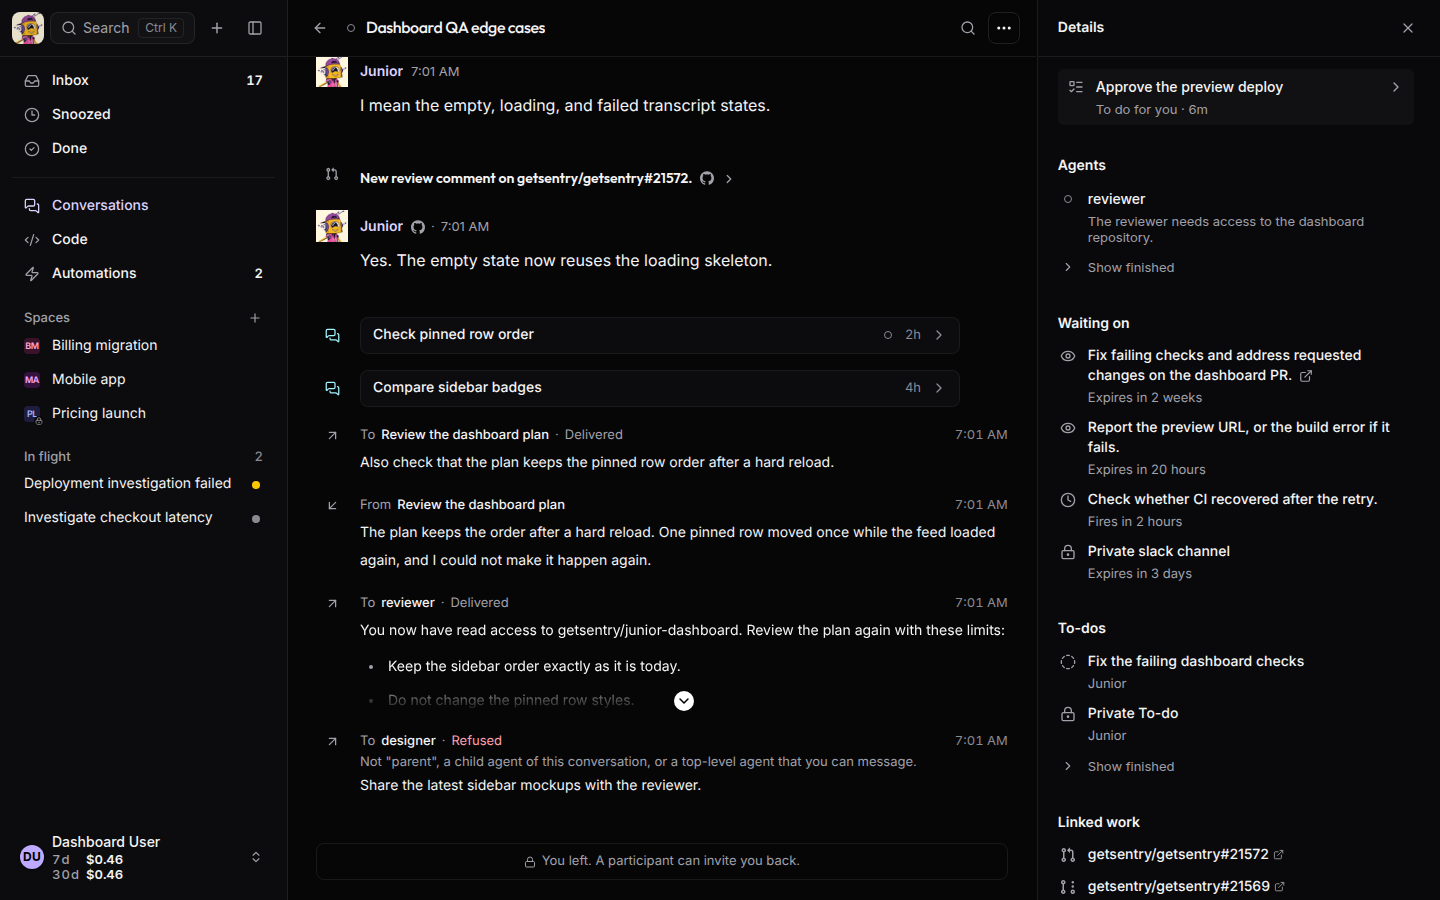 Search Ctrl K
Inbox 17
Snoozed
Done
Conversations
Code
Automations 2
Spaces
BM Billing migration
MA Mobile app
PL Pricing launch
In flight 2
Deployment investigation failed
Investigate checkout latency
DU Dashboard User
7d $0.46
30d $0.46
Dashboard QA edge cases
Junior 7:01 AM
I mean the empty, loading, and failed transcript states.
New review comment on getsentry/getsentry#21572.
Junior · 7:01 AM
Yes. The empty state now reuses the loading skeleton.
Check pinned row order 2h
Compare sidebar badges 4h
To Review the dashboard plan · Delivered 7:01 AM
Also check that the plan keeps the pinned row order after a hard reload.
From Review the dashboard plan 7:01 AM
The plan keeps the order after a hard reload. One pinned row moved once while the feed loaded
again, and I could not make it happen again.
To reviewer · Delivered 7:01 AM
You now have read access to getsentry/junior-dashboard. Review the plan again with these limits:
• Keep the sidebar order exactly as it is today.
• Do not change the pinned row styles.
To designer · Refused 7:01 AM
Not "parent", a child agent of this conversation, or a top-level agent that you can message.
Share the latest sidebar mockups with the reviewer.
You left. A participant can invite you back.
Details
Approve the preview deploy
To do for you · 6m
Agents
reviewer
The reviewer needs access to the dashboard
repository.
Show finished
Waiting on
Fix failing checks and address requested
changes on the dashboard PR.
Expires in 2 weeks
Report the preview URL, or the build error if it
fails.
Expires in 20 hours
Check whether CI recovered after the retry.
Fires in 2 hours
Private slack channel
Expires in 3 days
To-dos
Fix the failing dashboard checks
Junior
Private To-do
Junior
Show finished
Linked work
getsentry/getsentry#21572
getsentry/getsentry#21569